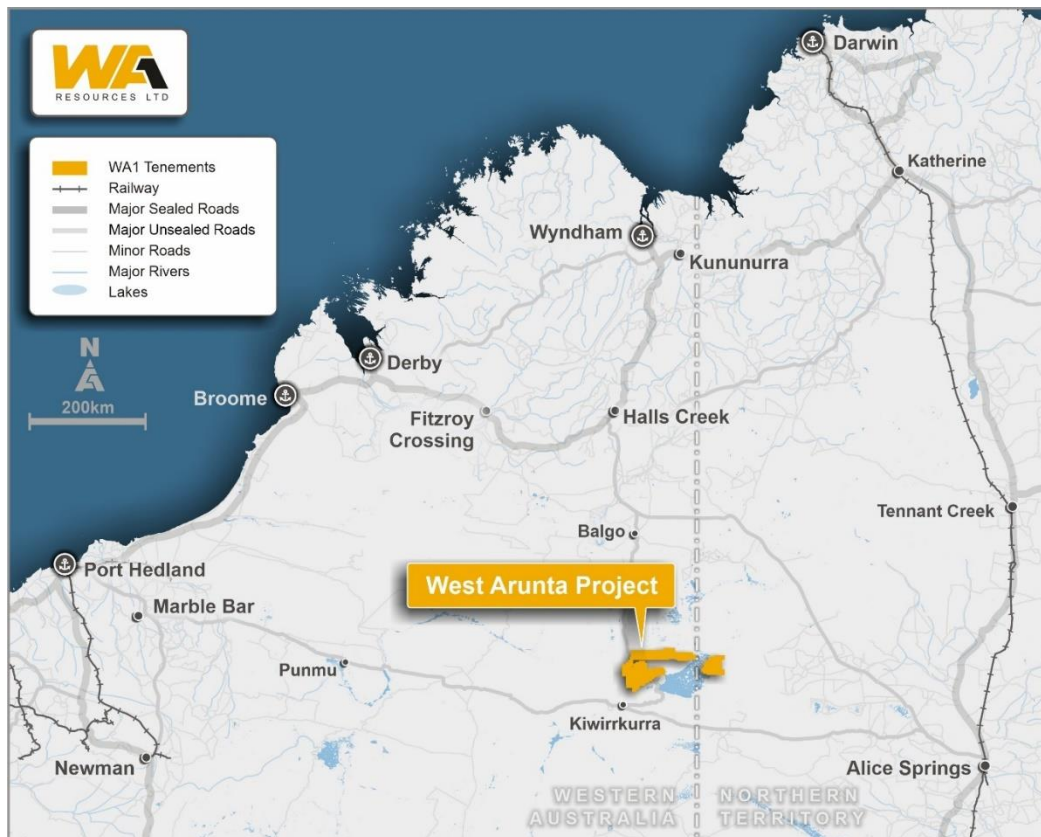 WA1
RESOURCES LTD
WA1 Tenements
Railway
Major Sealed Roads
Major Unsealed Roads
Minor Roads
Major Rivers
Lakes
N
200km
Darwin
Katherine
Wyndham
Kununurra
Derby
Broome
Fitzroy
Crossing
Halls Creek
Tennant Creek
Balgo
Port Hedland
West Arunta Project
Marble Bar
Punmu
Kiwirrkurra
Newman
Alice Springs
WESTERN
AUSTRALIA
NORTHERN
TERRITORY